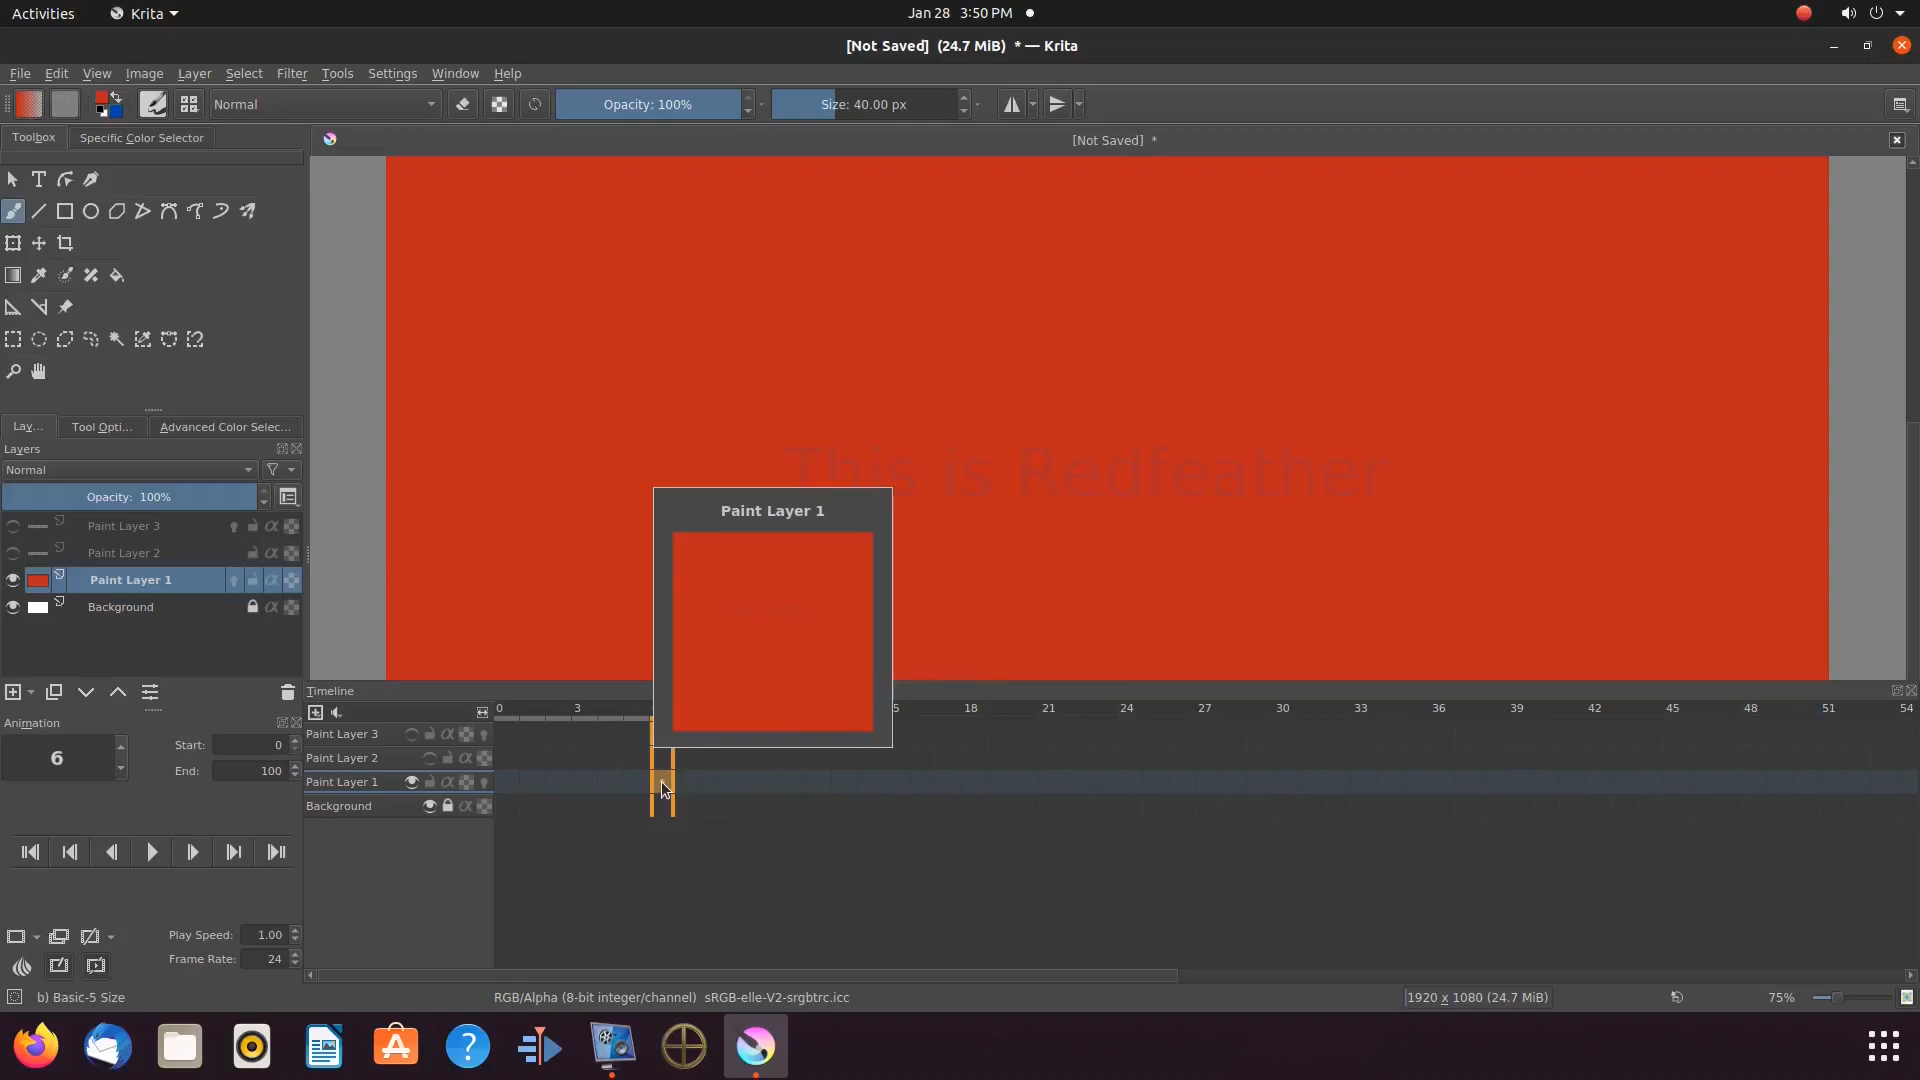 Activities Krita Jan 28 3:50 PM
[Not Saved] (24.7 MiB) * — Krita
File Edit View Image Layer Select Filter Tools Settings Window Help
Normal Opacity: 100% Size: 40.00 px
Toolbox Specific Color Selector [Not Saved] *
This is Redfeather
Lay... Tool Opti... Advanced Color Selec...
Layers
Normal
Opacity: 100%
Paint Layer 1
Paint Layer 3
Paint Layer 2
Paint Layer 1
Background
Timeline
0 3 5 18 21 24 27 30 33 36 39 42 45 48 51 54
Animation
Paint Layer 3
Start: 0
6
Paint Layer 2
End: 100
Paint Layer 1
Background
Play Speed: 1.00
Frame Rate: 24
b) Basic-5 Size RGB/Alpha (8-bit integer/channel) sRGB-elle-V2-srgbtrc.icc 1920 x 1080 (24.7 MiB) 75%